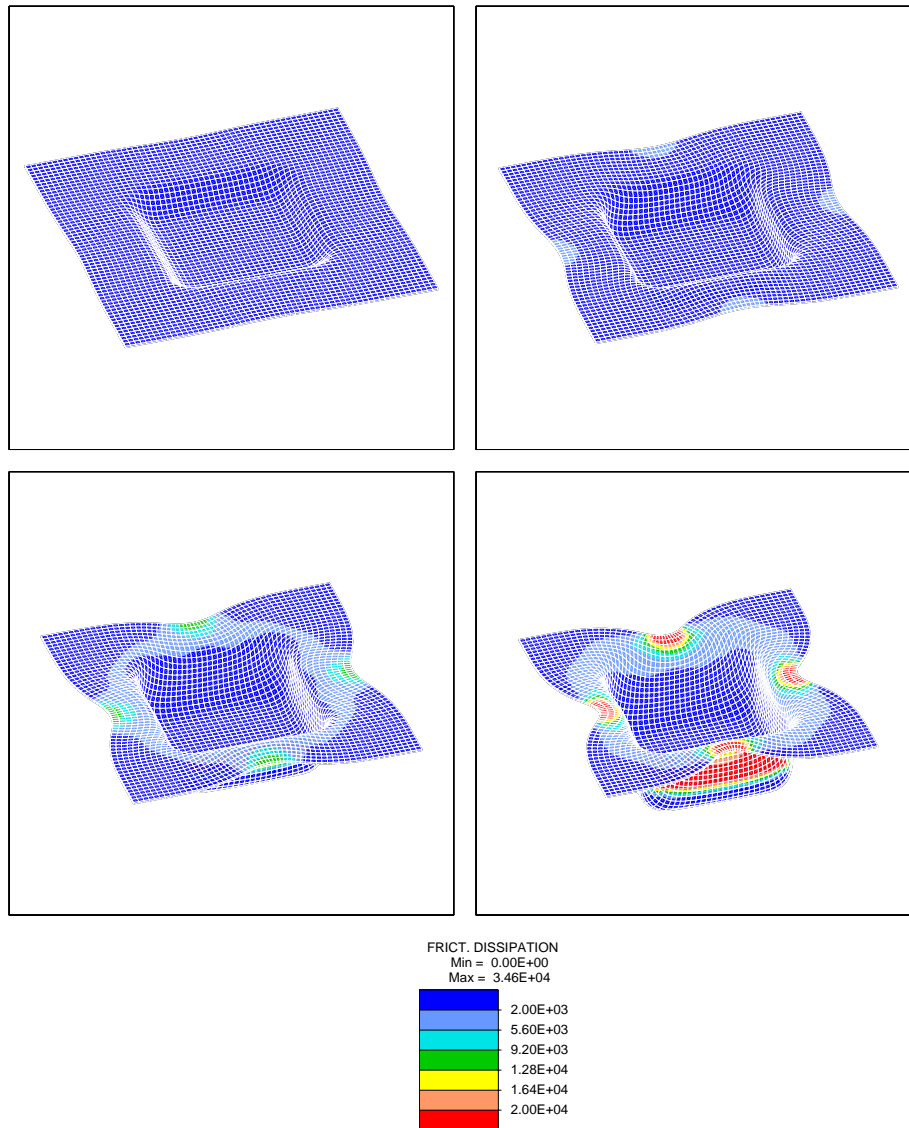 FRICT. DISSIPATION
Min = 0.00E+00
Max = 3.46E+04
2.00E+03
5.60E+03
9.20E+03
1.28E+04
1.64E+04
2.00E+04